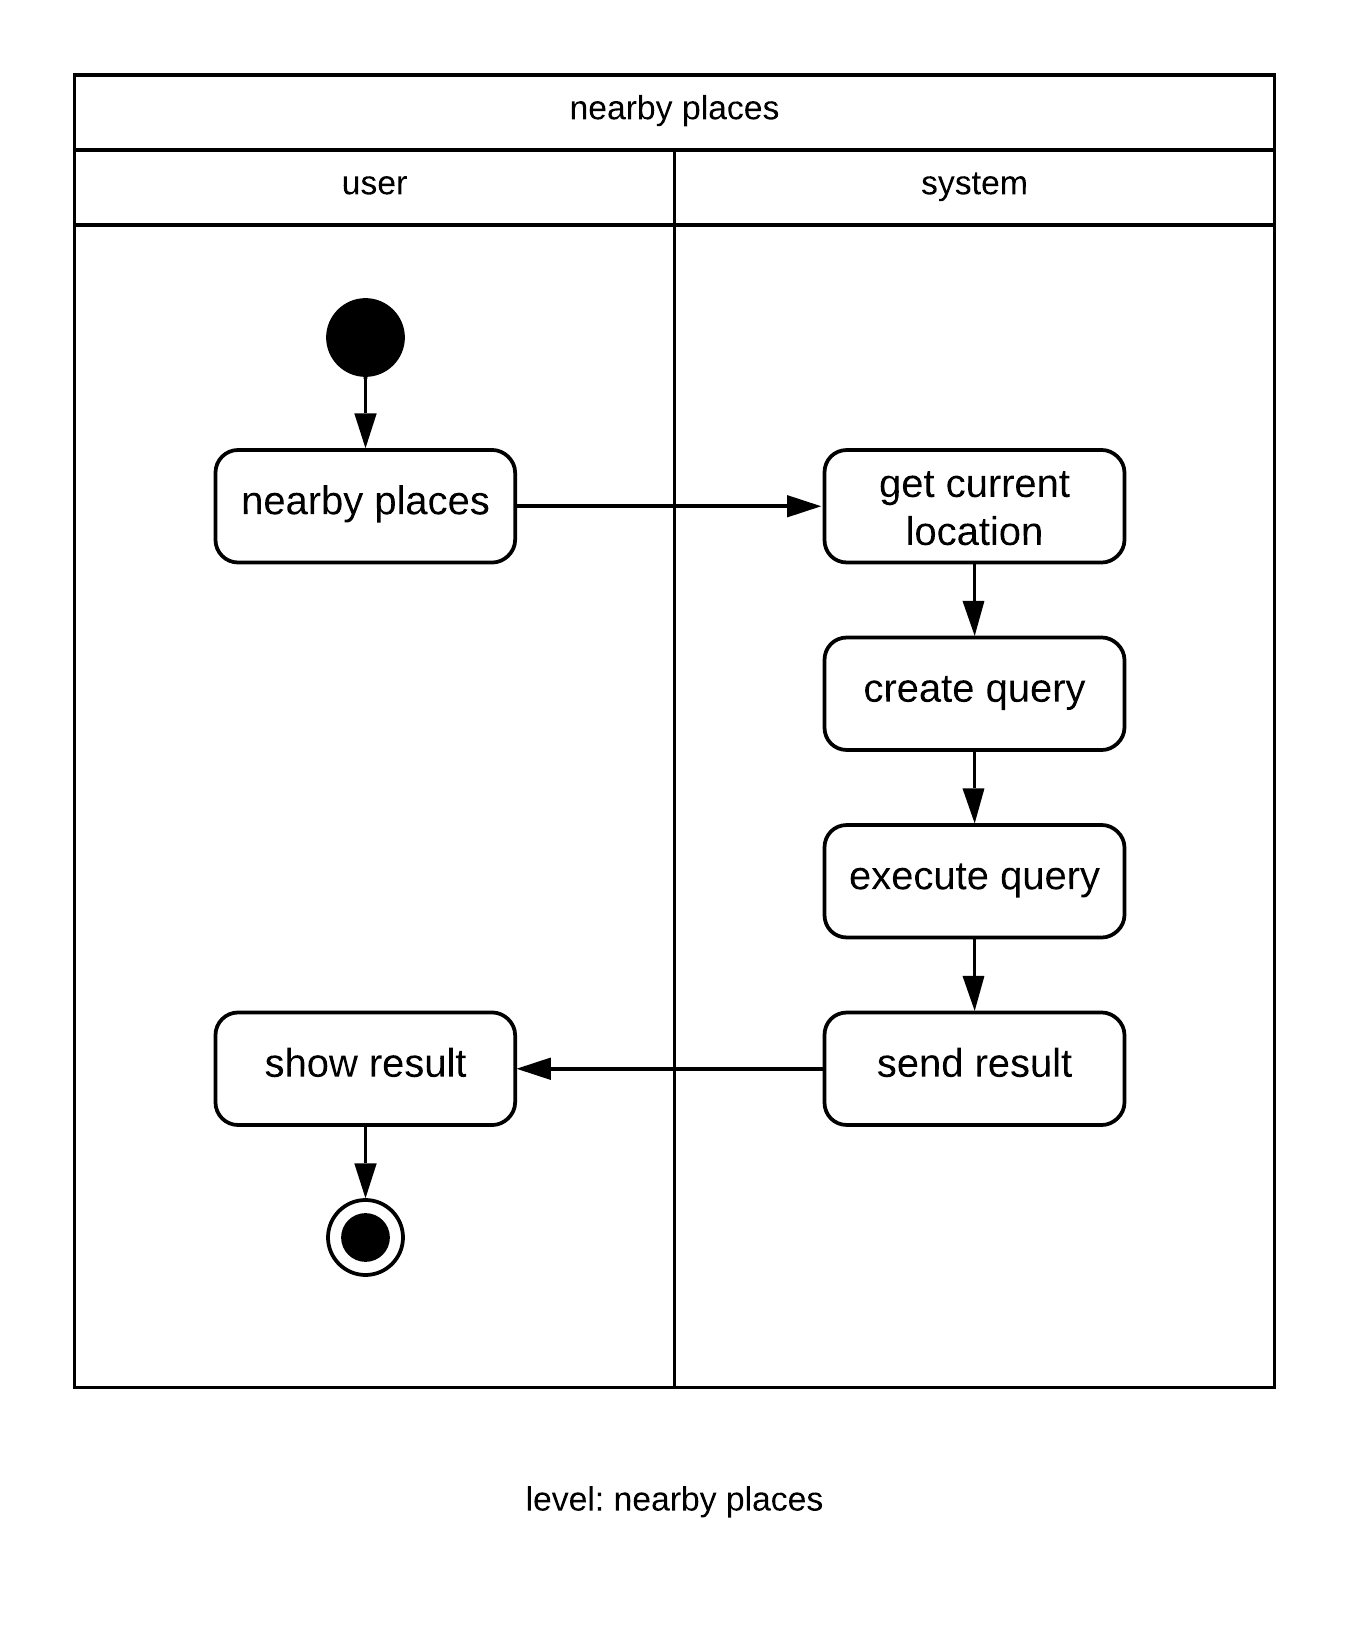 nearby places
user
system
nearby places
get current
location
create query
execute query
show result
send result
level: nearby places